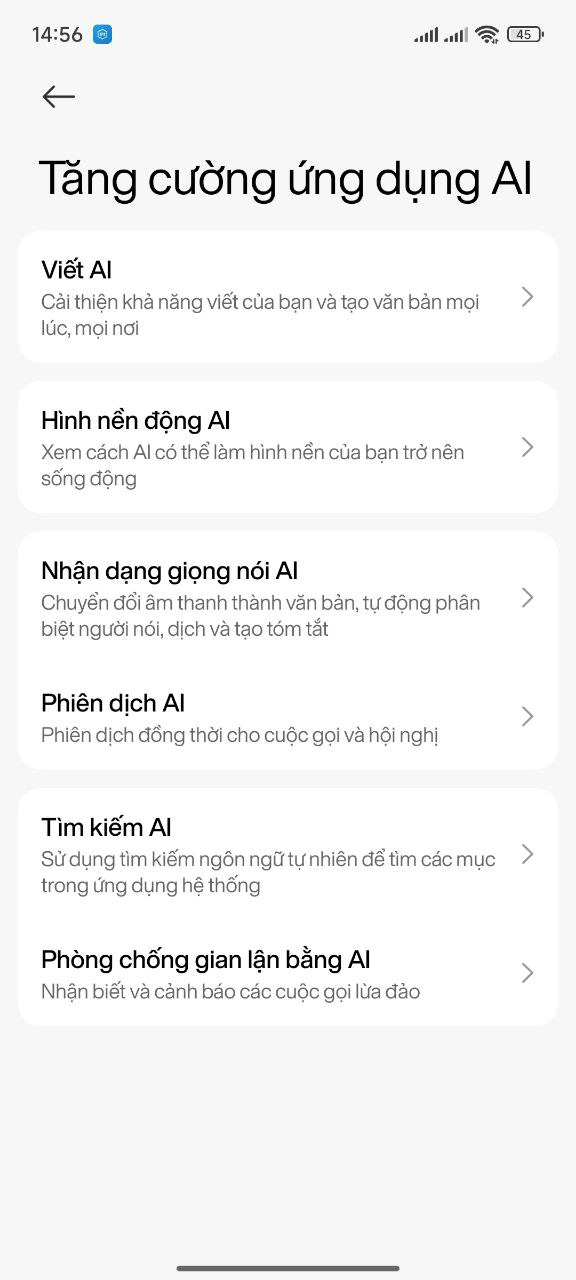 14:56
45
Tăng cường ứng dụng AI
Viết AI
Cải thiện khả năng viết của bạn và tạo văn bản mọi
lúc, mọi nơi
Hình nền động AI
Xem cách AI có thể làm hình nền của bạn trở nên
sống động
Nhận dạng giọng nói AI
Chuyển đổi âm thanh thành văn bản, tự động phân
biệt người nói, dịch và tạo tóm tắt
Phiên dịch AI
Phiên dịch đồng thời cho cuộc gọi và hội nghị
Tìm kiếm AI
Sử dụng tìm kiếm ngôn ngữ tự nhiên để tìm các mục
trong ứng dụng hệ thống
Phòng chống gian lận bằng AI
Nhận biết và cảnh báo các cuộc gọi lừa đảo